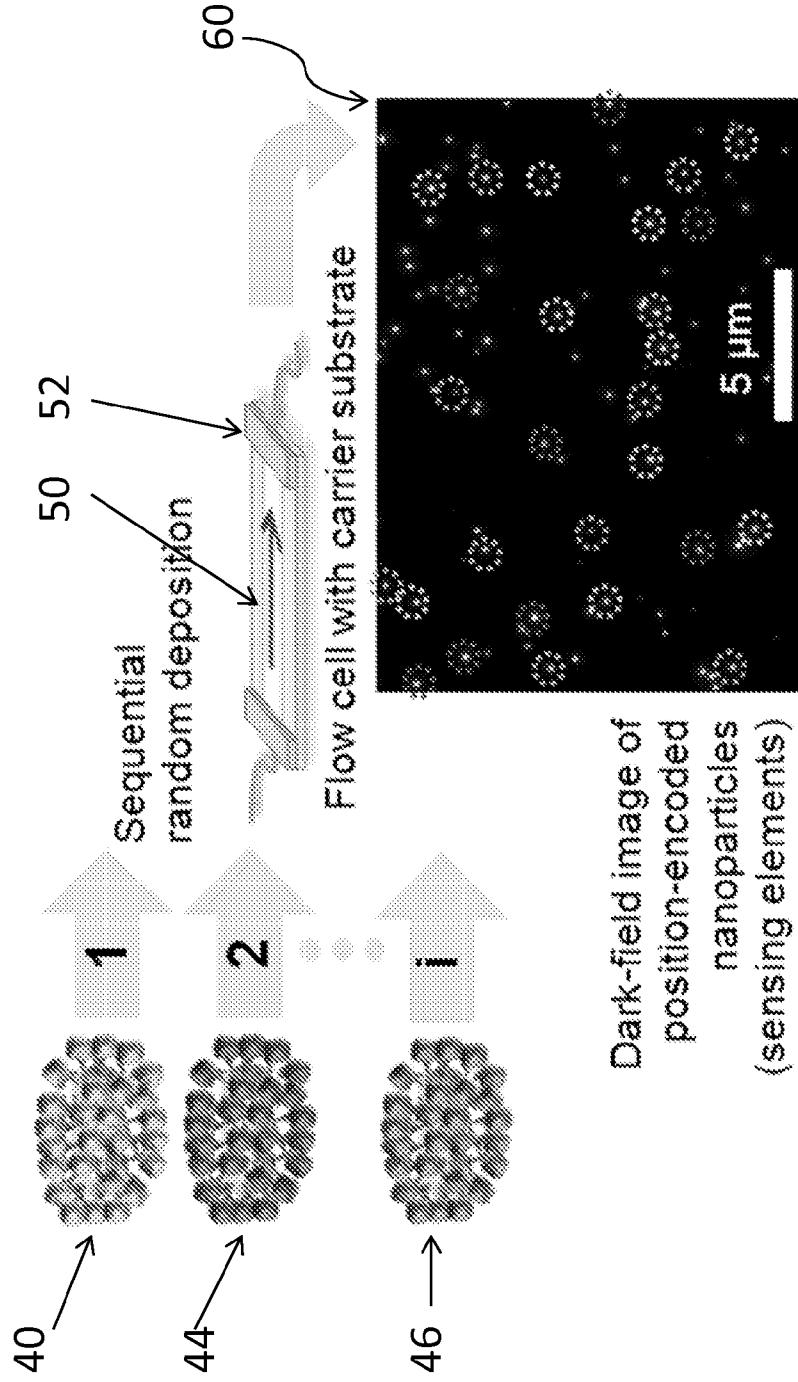 40
44
46
1
2
i
Sequential
random deposition
50
52
Flow cell with carrier substrate
60
Dark-field image of
position-encoded
nanoparticles
(sensing elements)
5 μm